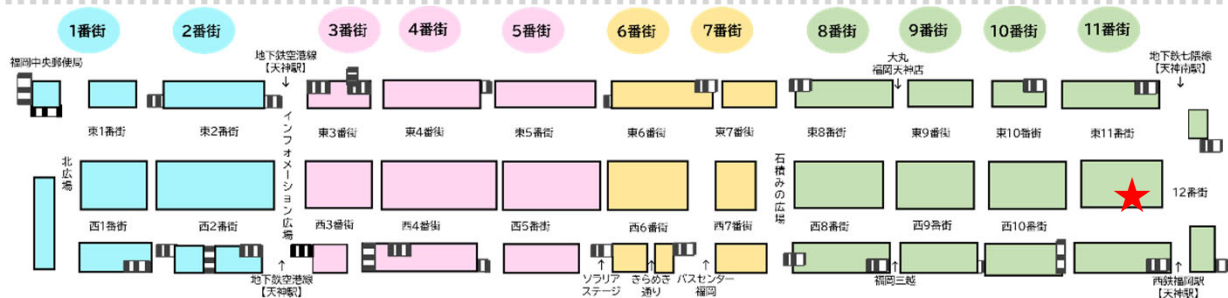 1番街 2番街 3番街 4番街 5番街 6番街 7番街 8番街 9番街 10番街 11番街
福岡中央郵便局
地下鉄空港線
【天神駅】
大丸
福岡天神店
地下鉄七隈線
【天神南駅】
東1番街 東2番街 東3番街 東4番街 東5番街 東6番街 東7番街 東8番街 東9番街 東10番街 東11番街
北広場
インフォメーション広場
石積みの広場
12番街
西1番街 西2番街 西3番街 西4番街 西5番街 西6番街 西7番街 西8番街 西9番街 西10番街
地下鉄空港線
【天神駅】
ソラリア
ステージ
きらめき
通り
バスセンター
福岡
福岡三越
西鉄福岡駅
【天神駅】